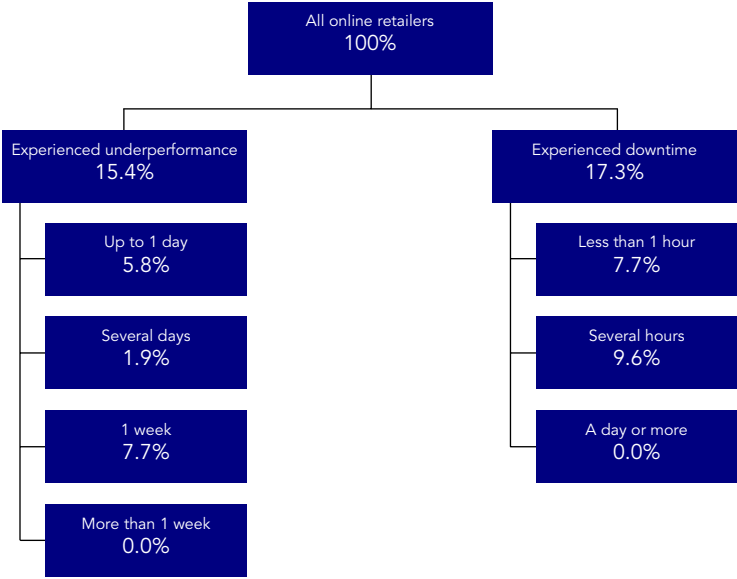 All online retailers
100%
Experienced underperformance
15.4%
Up to 1 day
5.8%
Several days
1.9%
1 week
7.7%
More than 1 week
0.0%
Experienced downtime
17.3%
Less than 1 hour
7.7%
Several hours
9.6%
A day or more
0.0%